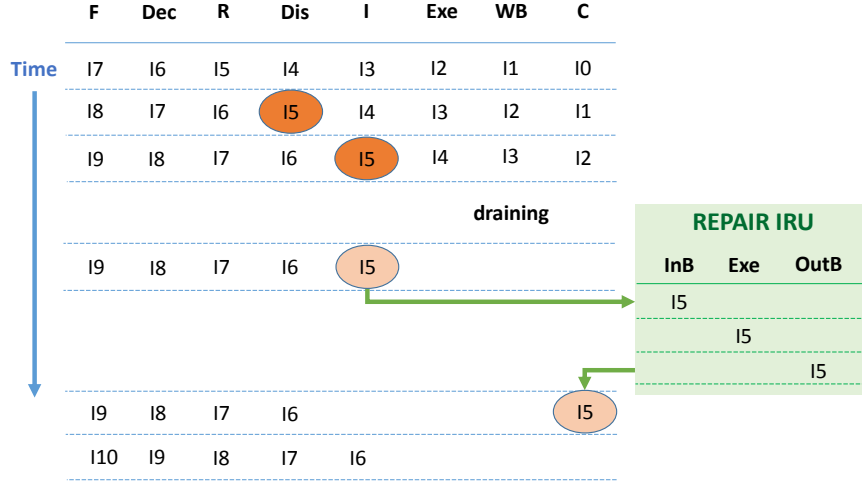 F Dec R Dis I Exe WB C
Time I7 I6 I5 I4 I3 I2 I1 I0
I8 I7 I6 I5 I4 I3 I2 I1
I9 I8 I7 I6 I5 I4 I3 I2
draining
REPAIR IRU
I9 I8 I7 I6 I5
InB Exe OutB
I5
I5
I5
I9 I8 I7 I6 I5
I10 I9 I8 I7 I6